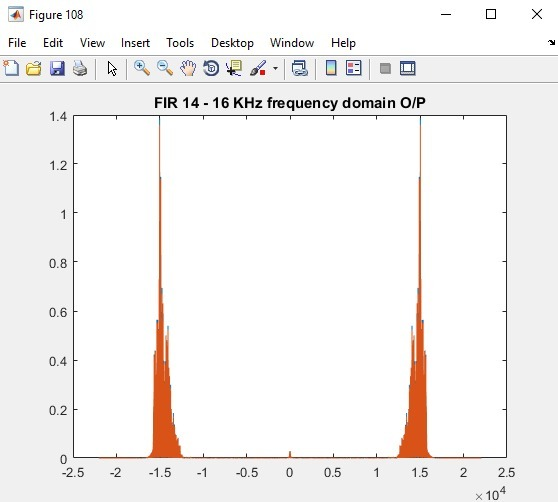 Figure 108
File Edit View Insert Tools Desktop Window Help
FIR 14 - 16 KHz frequency domain O/P
1.4
1.2
1
0.8
0.6
0.4
0.2
0
-2.5 -2 -1.5 -1 -0.5 0 0.5 1 1.5 2 2.5
×10^4